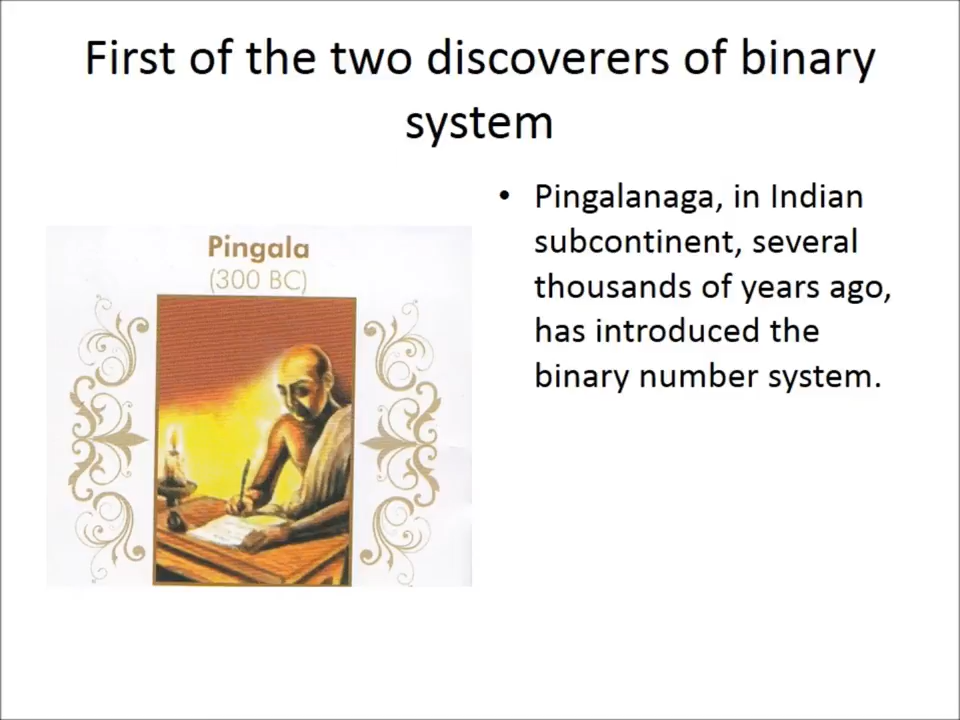 First of the two discoverers of binary
system
Pingala
(300 BC)
• Pingalanaga, in Indian
subcontinent, several
thousands of years ago,
has introduced the
binary number system.